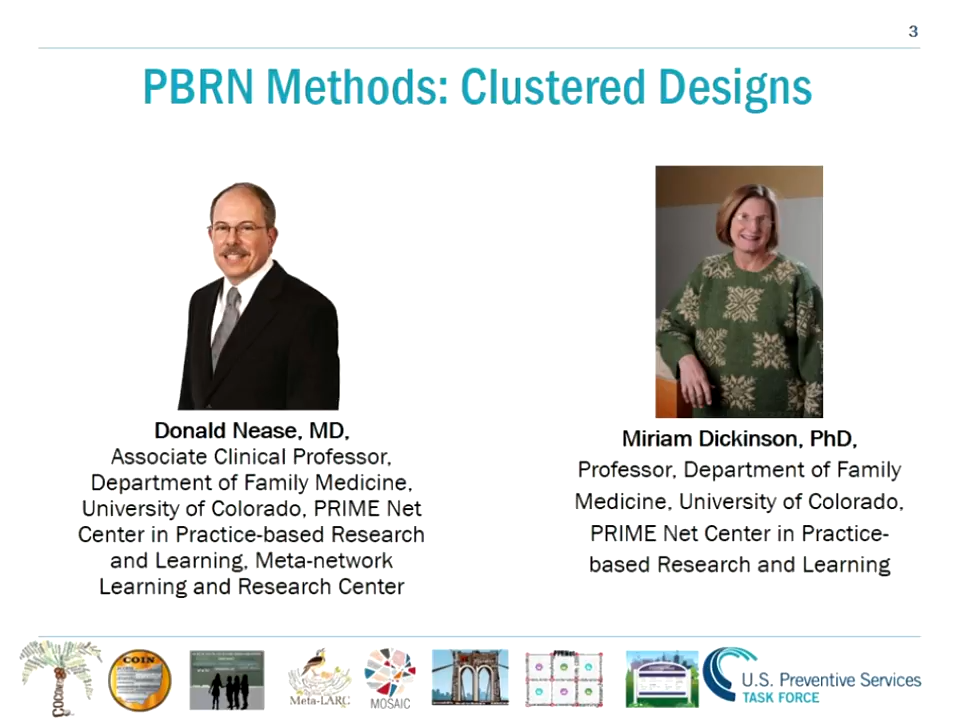 3
PBRN Methods: Clustered Designs
Donald Nease, MD,
Associate Clinical Professor,
Department of Family Medicine,
University of Colorado, PRIME Net
Center in Practice-based Research
and Learning, Meta-network
Learning and Research Center
Miriam Dickinson, PhD,
Professor, Department of Family
Medicine, University of Colorado,
PRIME Net Center in Practice-
based Research and Learning
COCONET
COIN
Meta-LARC
MOSAIC
U.S. Preventive Services
TASK FORCE